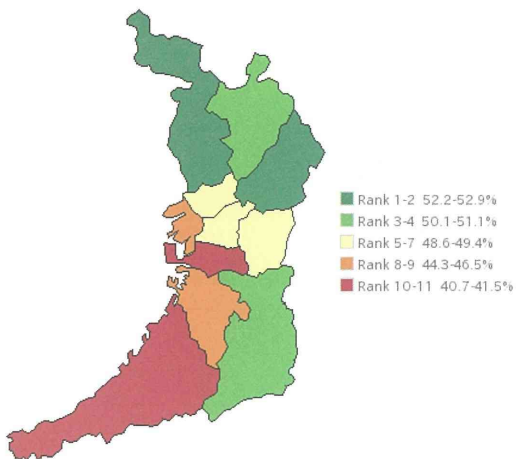 Rank 1-2 52.2-52.9%
Rank 3-4 50.1-51.1%
Rank 5-7 48.6-49.4%
Rank 8-9 44.3-46.5%
Rank 10-11 40.7-41.5%